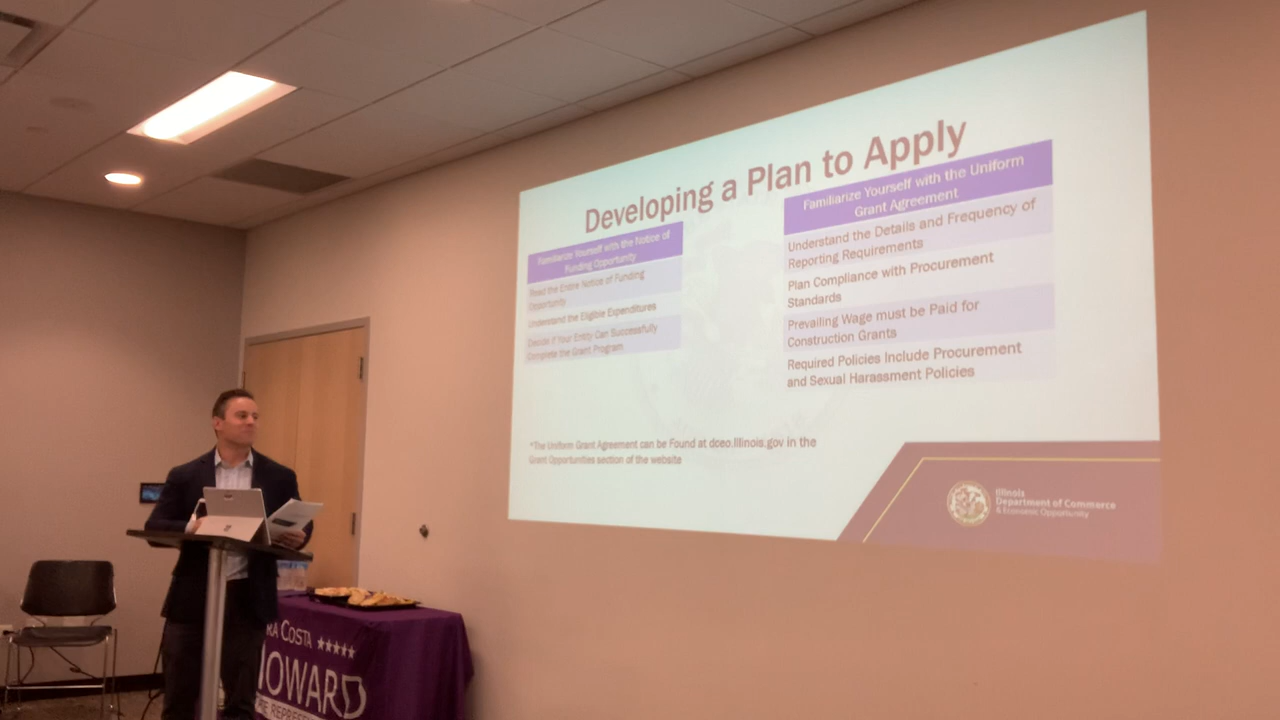 Developing a Plan to Apply
Familiarize Yourself with the Notice of
Funding Opportunity
Read the Entire Notice of Funding
Opportunity
Understand the Eligible Expenditures
Decide if Your Entity Can Successfully
Complete the Grant Program
Familiarize Yourself with the Uniform
Grant Agreement
Understand the Details and Frequency of
Reporting Requirements
Plan Compliance with Procurement
Standards
Prevailing Wage must be Paid for
Construction Grants
Required Policies Include Procurement
and Sexual Harassment Policies
*The Uniform Grant Agreement can be Found at dceo.illinois.gov in the
Grant Opportunities section of the website
Illinois
Department of Commerce
& Economic Opportunity
RA COSTA
HOWARD